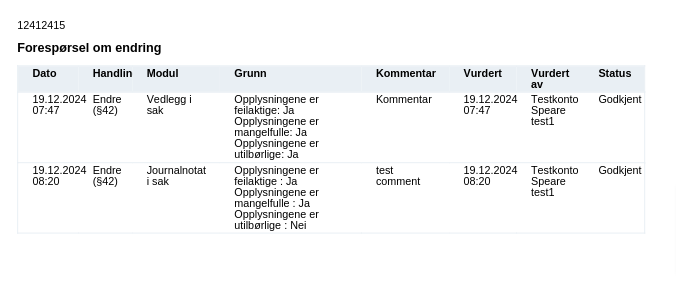 12412415
Forespørsel om endring
Dato Handlin Modul Grunn Kommentar Vurdert Vurdert av Status
19.12.2024 07:47 Endre (§42) Vedlegg i sak Opplysningene er feilaktige: Ja Opplysningene er mangelfulle: Ja Opplysningene er utilbørlige: Ja Kommentar 19.12.2024 07:47 Testkonto Speare test1 Godkjent
19.12.2024 08:20 Endre (§42) Journalnotat i sak Opplysningene er feilaktige : Ja Opplysningene er mangelfulle : Ja Opplysningene er utilbørlige : Nei test comment 19.12.2024 08:20 Testkonto Speare test1 Godkjent